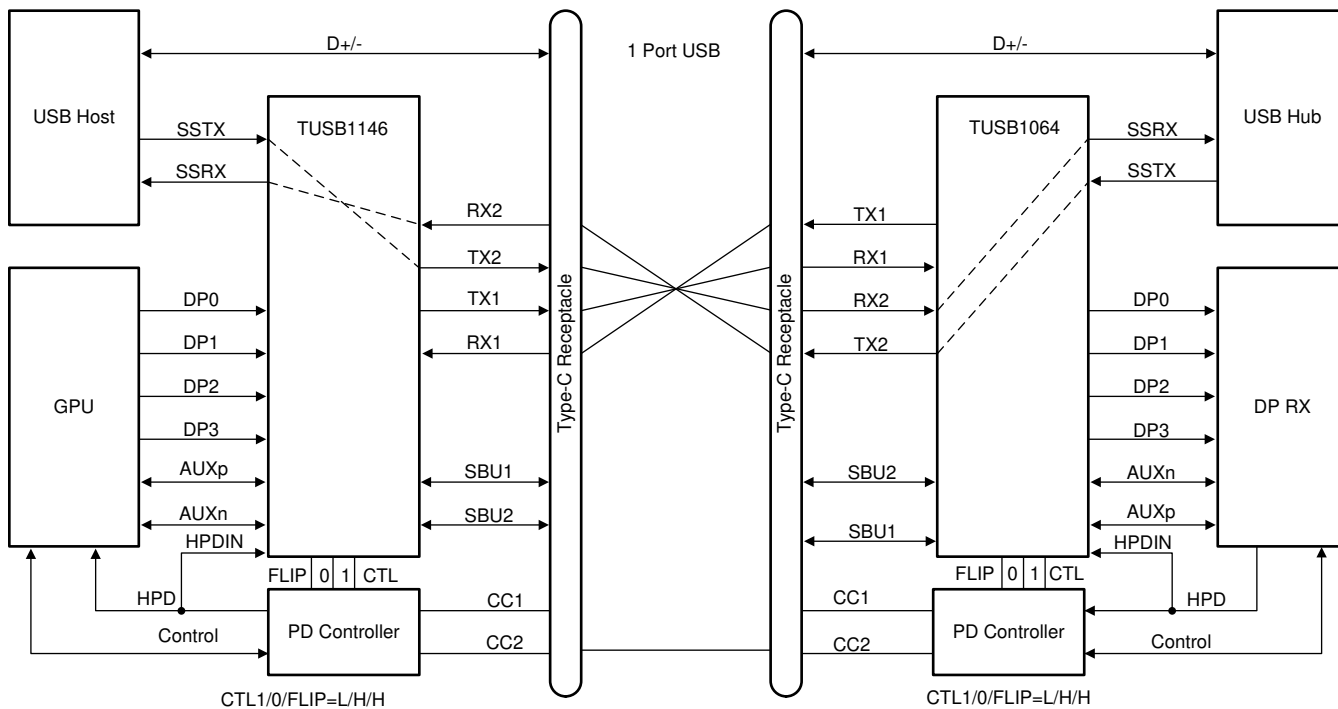 D+/-
1 Port USB
D+/-
USB Host
TUSB1146
TUSB1064
USB Hub
SSTX
SSRX
SSRX
SSTX
RX2
TX1
TX2
RX1
DP0
TX1
RX2
DP0
DP1
RX1
TX2
DP1
Type-C Receptacle
Type-C Receptacle
GPU
DP2
DP2
DP RX
DP3
DP3
AUXp
SBU1
SBU2
AUXn
AUXn
SBU2
SBU1
AUXp
HPDIN
HPDIN
FLIP 0 1 CTL
FLIP 0 1 CTL
HPD
CC1
CC1
HPD
Control
PD Controller
CC2
CC2
PD Controller
Control
CTL1/0/FLIP=L/H/H
CTL1/0/FLIP=L/H/H